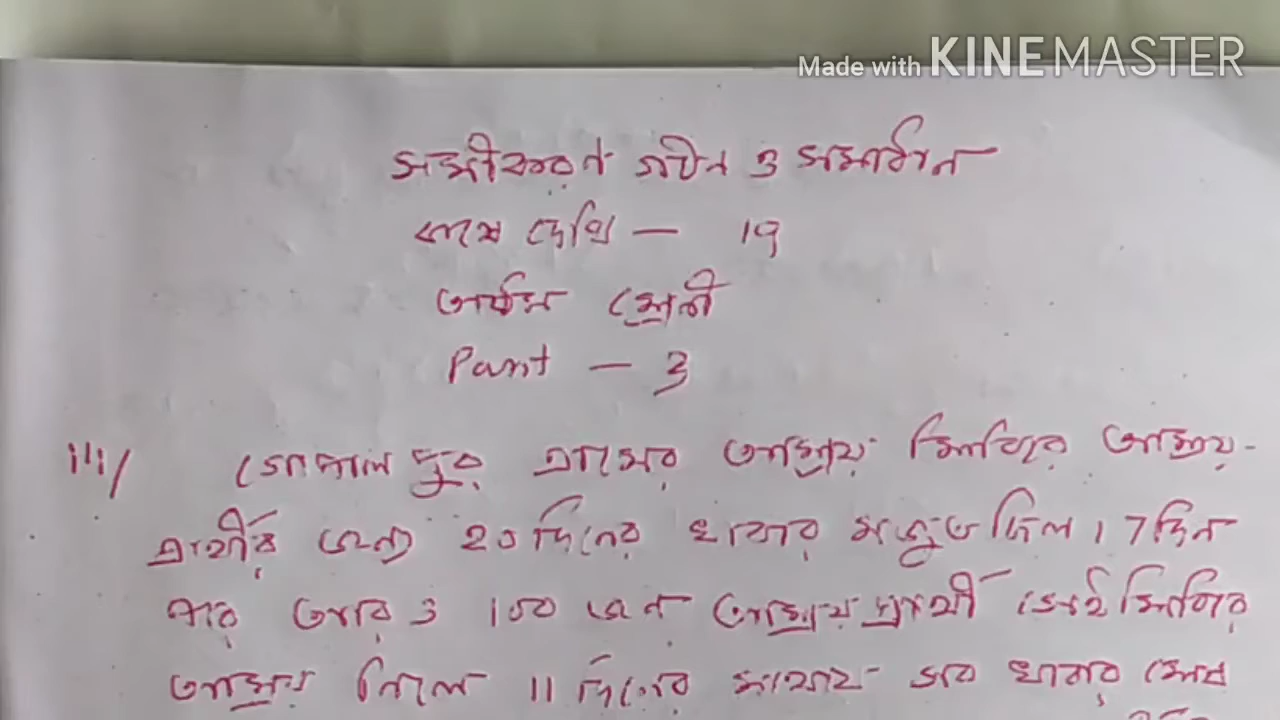 Made with KINEMASTER
সমীকরণ গঠন ও সমাধান
কষে দেখি — 19
অষ্টম শ্রেণী
Part — 3
iii/ গোপালপুর গ্রামের আশ্রয় শিবিরে আশ্রয়-
প্রার্থীর জন্য 20 দিনের খাবার মজুত ছিল। 7 দিন
পরে আরও 100 জন আশ্রয়প্রার্থী সেই শিবিরে
আশ্রয় নিলে 11 দিনের মাথায় সব খাবার শেষ